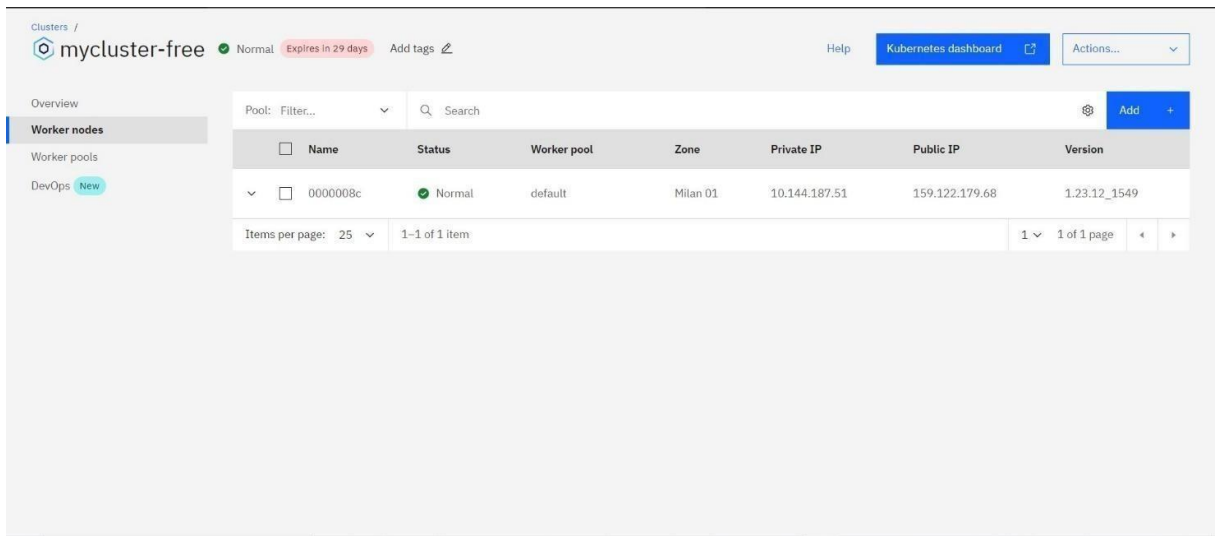 Clusters /
mycluster-free Normal Expires in 29 days Add tags Help Kubernetes dashboard Actions...
Overview
Worker nodes
Worker pools
DevOps New
Pool: Filter... Search Add +
Name Status Worker pool Zone Private IP Public IP Version
0000008c Normal default Milan 01 10.144.187.51 159.122.179.68 1.23.12_1549
Items per page: 25 1–1 of 1 item 1 1 of 1 page